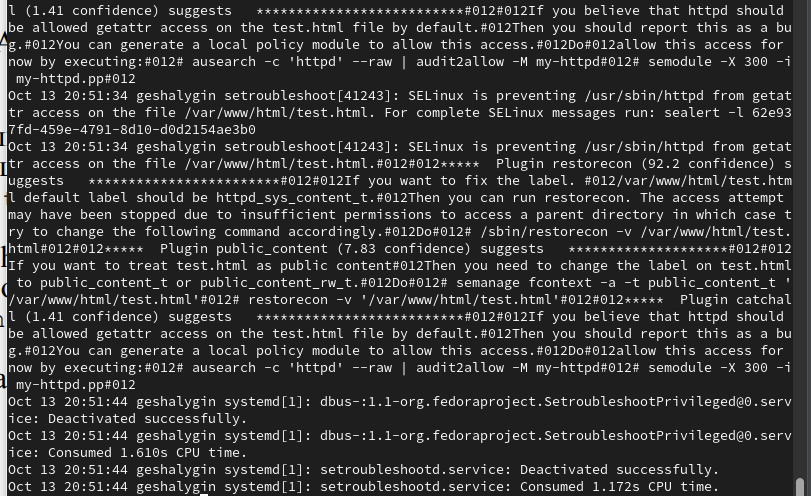 l (1.41 confidence) suggests   **************************#012#012If you believe that httpd should
be allowed getattr access on the test.html file by default.#012Then you should report this as a bu
g.#012You can generate a local policy module to allow this access.#012Do#012allow this access for
now by executing:#012# ausearch -c 'httpd' --raw | audit2allow -M my-httpd#012# semodule -X 300 -i
 my-httpd.pp#012
Oct 13 20:51:34 geshalygin setroubleshoot[41243]: SELinux is preventing /usr/sbin/httpd from getat
tr access on the file /var/www/html/test.html. For complete SELinux messages run: sealert -l 62e93
7fd-459e-4791-8d10-d0d2154ae3b0
Oct 13 20:51:34 geshalygin setroubleshoot[41243]: SELinux is preventing /usr/sbin/httpd from getat
tr access on the file /var/www/html/test.html.#012#012*****  Plugin restorecon (92.2 confidence) s
uggests   ************************#012#012If you want to fix the label. #012/var/www/html/test.htm
l default label should be httpd_sys_content_t.#012Then you can run restorecon. The access attempt
may have been stopped due to insufficient permissions to access a parent directory in which case t
ry to change the following command accordingly.#012Do#012# /sbin/restorecon -v /var/www/html/test.
html#012#012*****  Plugin public_content (7.83 confidence) suggests   ********************#012#012
If you want to treat test.html as public content#012Then you need to change the label on test.html
 to public_content_t or public_content_rw_t.#012Do#012# semanage fcontext -a -t public_content_t '
/var/www/html/test.html'#012# restorecon -v '/var/www/html/test.html'#012#012*****  Plugin catchal
l (1.41 confidence) suggests   **************************#012#012If you believe that httpd should
be allowed getattr access on the test.html file by default.#012Then you should report this as a bu
g.#012You can generate a local policy module to allow this access.#012Do#012allow this access for
now by executing:#012# ausearch -c 'httpd' --raw | audit2allow -M my-httpd#012# semodule -X 300 -i
 my-httpd.pp#012
Oct 13 20:51:44 geshalygin systemd[1]: dbus-:1.1-org.fedoraproject.SetroubleshootPrivileged@0.serv
ice: Deactivated successfully.
Oct 13 20:51:44 geshalygin systemd[1]: dbus-:1.1-org.fedoraproject.SetroubleshootPrivileged@0.serv
ice: Consumed 1.610s CPU time.
Oct 13 20:51:44 geshalygin systemd[1]: setroubleshootd.service: Deactivated successfully.
Oct 13 20:51:44 geshalygin systemd[1]: setroubleshootd.service: Consumed 1.172s CPU time.